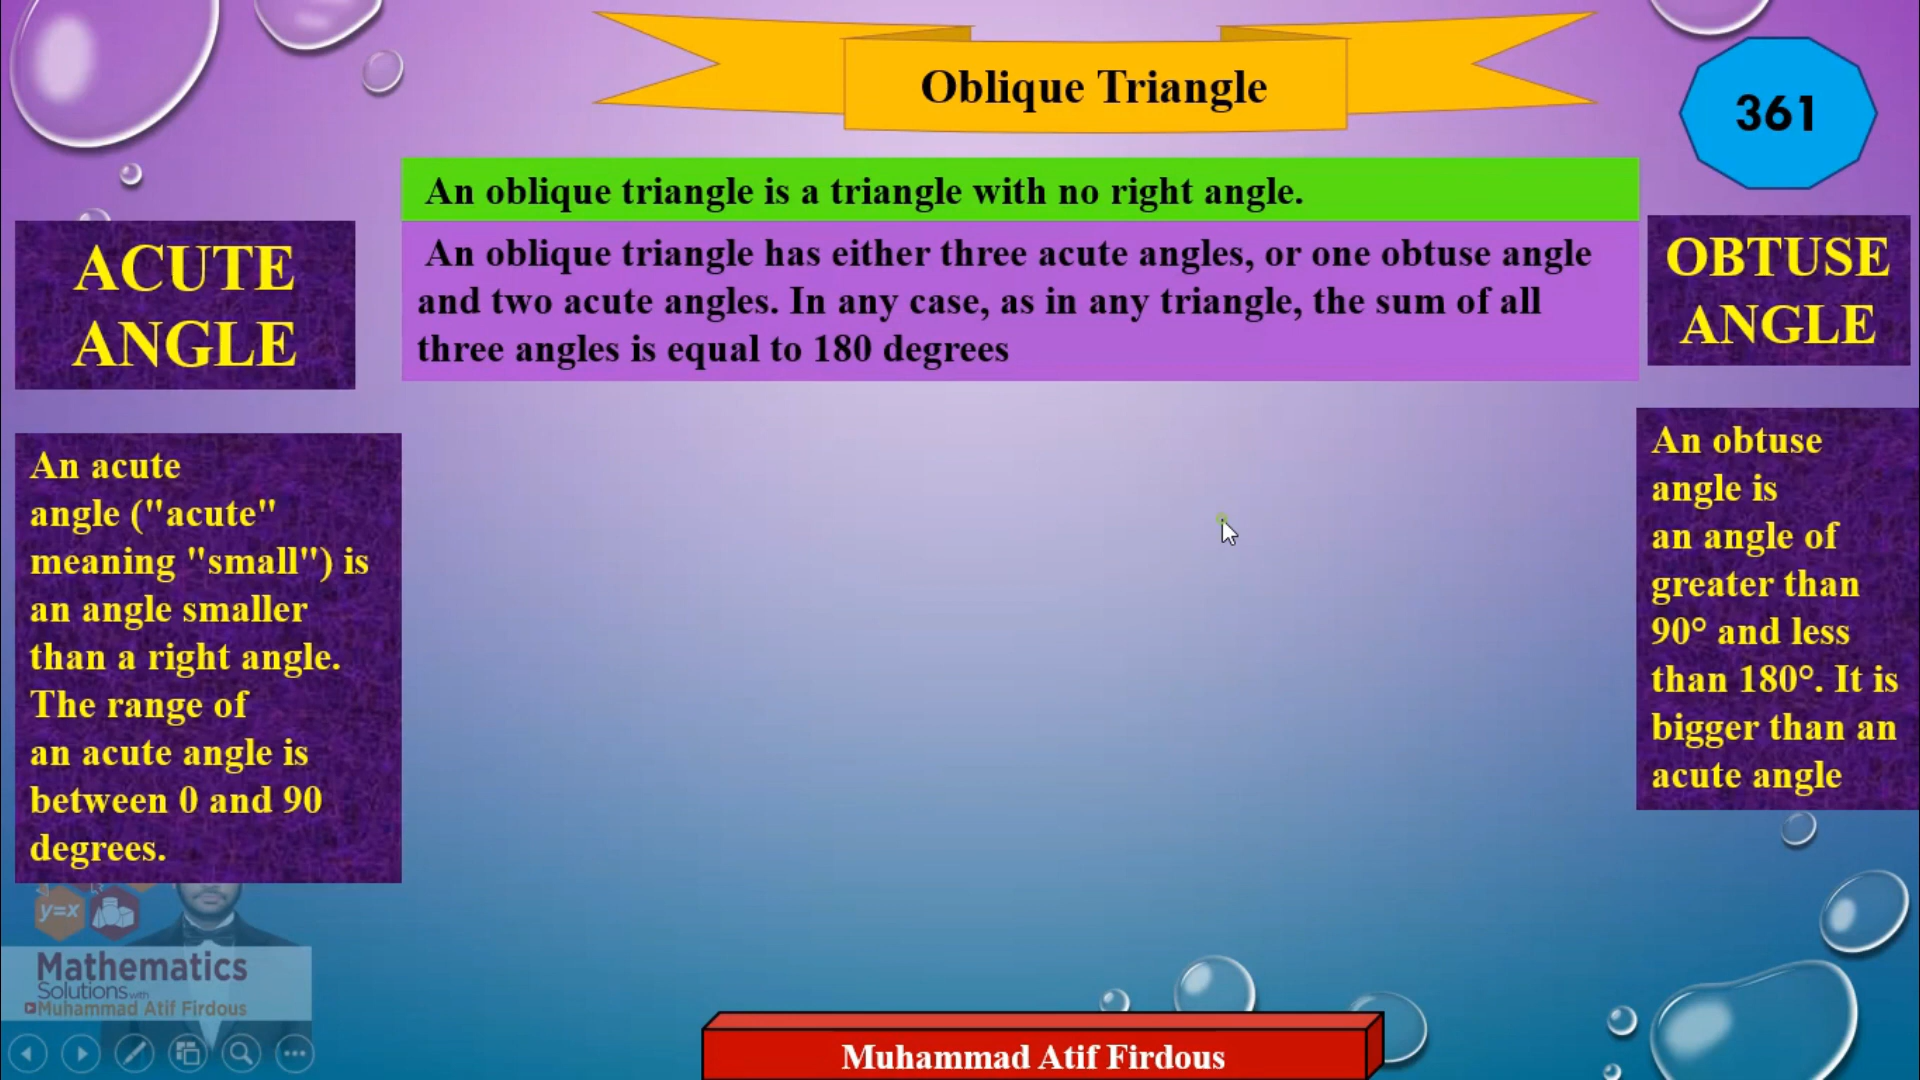 Oblique Triangle
361
An oblique triangle is a triangle with no right angle.
An oblique triangle has either three acute angles, or one obtuse angle
and two acute angles. In any case, as in any triangle, the sum of all
three angles is equal to 180 degrees
ACUTE
ANGLE
An acute
angle ("acute"
meaning "small") is
an angle smaller
than a right angle.
The range of
an acute angle is
between 0 and 90
degrees.
OBTUSE
ANGLE
An obtuse
angle is
an angle of
greater than
90° and less
than 180°. It is
bigger than an
acute angle
y=x
Mathematics
Solutions with
Muhammad Atif Firdous
Muhammad Atif Firdous